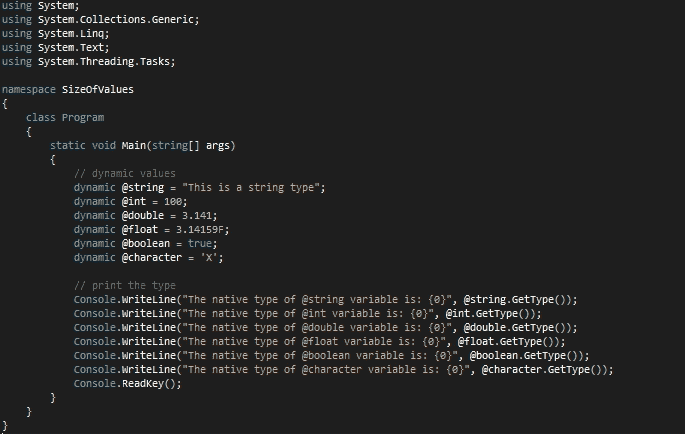 using System;
using System.Collections.Generic;
using System.Linq;
using System.Text;
using System.Threading.Tasks;

namespace SizeOfValues
{
    class Program
    {
        static void Main(string[] args)
        {
            // dynamic values
            dynamic @string = "This is a string type";
            dynamic @int = 100;
            dynamic @double = 3.141;
            dynamic @float = 3.14159F;
            dynamic @boolean = true;
            dynamic @character = 'X';

            // print the type
            Console.WriteLine("The native type of @string variable is: {0}", @string.GetType());
            Console.WriteLine("The native type of @int variable is: {0}", @int.GetType());
            Console.WriteLine("The native type of @double variable is: {0}", @double.GetType());
            Console.WriteLine("The native type of @float variable is: {0}", @float.GetType());
            Console.WriteLine("The native type of @boolean variable is: {0}", @boolean.GetType());
            Console.WriteLine("The native type of @character variable is: {0}", @character.GetType());
            Console.ReadKey();
        }
    }
}